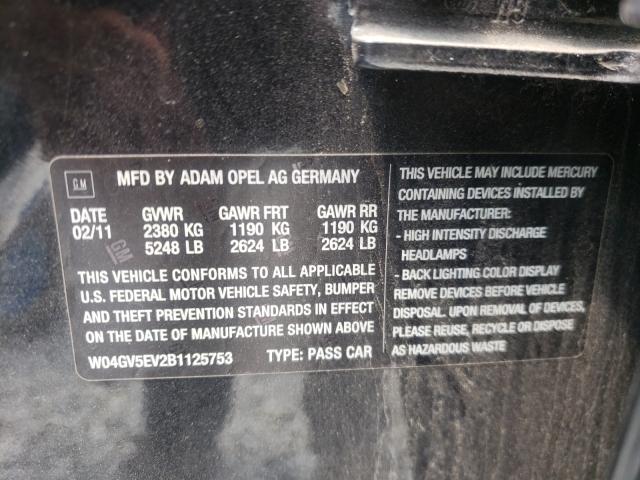 GM
MFD BY ADAM OPEL AG GERMANY
DATE GVWR GAWR FRT GAWR RR
02/11 2380 KG 1190 KG 1190 KG
5248 LB 2624 LB 2624 LB
THIS VEHICLE CONFORMS TO ALL APPLICABLE
U.S. FEDERAL MOTOR VEHICLE SAFETY, BUMPER
AND THEFT PREVENTION STANDARDS IN EFFECT
ON THE DATE OF MANUFACTURE SHOWN ABOVE
W04GV5EV2B1125753 TYPE: PASS CAR
THIS VEHICLE MAY INCLUDE MERCURY
CONTAINING DEVICES INSTALLED BY
THE MANUFACTURER:
- HIGH INTENSITY DISCHARGE
HEADLAMPS
- BACK LIGHTING COLOR DISPLAY
REMOVE DEVICES BEFORE VEHICLE
DISPOSAL. UPON REMOVAL OF DEVICES,
PLEASE REUSE, RECYCLE OR DISPOSE
AS HAZARDOUS WASTE
GM